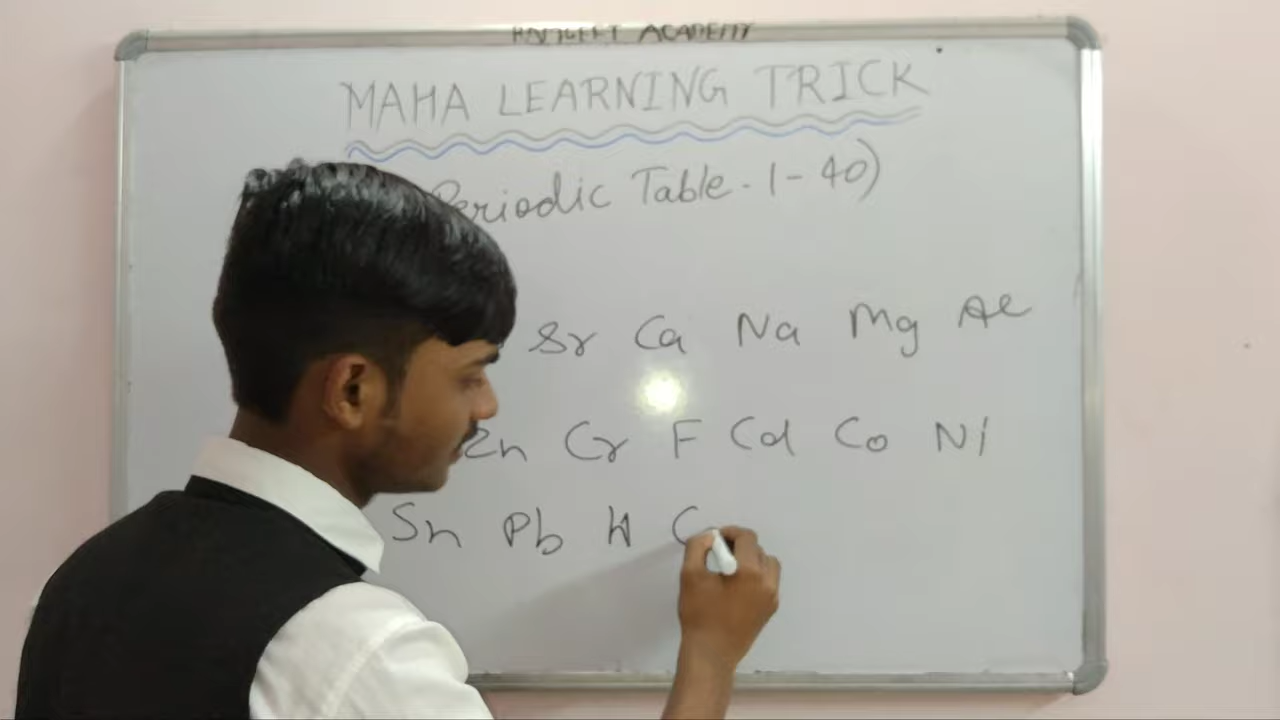 ACADEMY
MAHA LEARNING TRICK
Periodic Table - 1 - 40)
Sr Ca Na Mg Al
Zn Cr F Cd Co Ni
Sn Pb H C